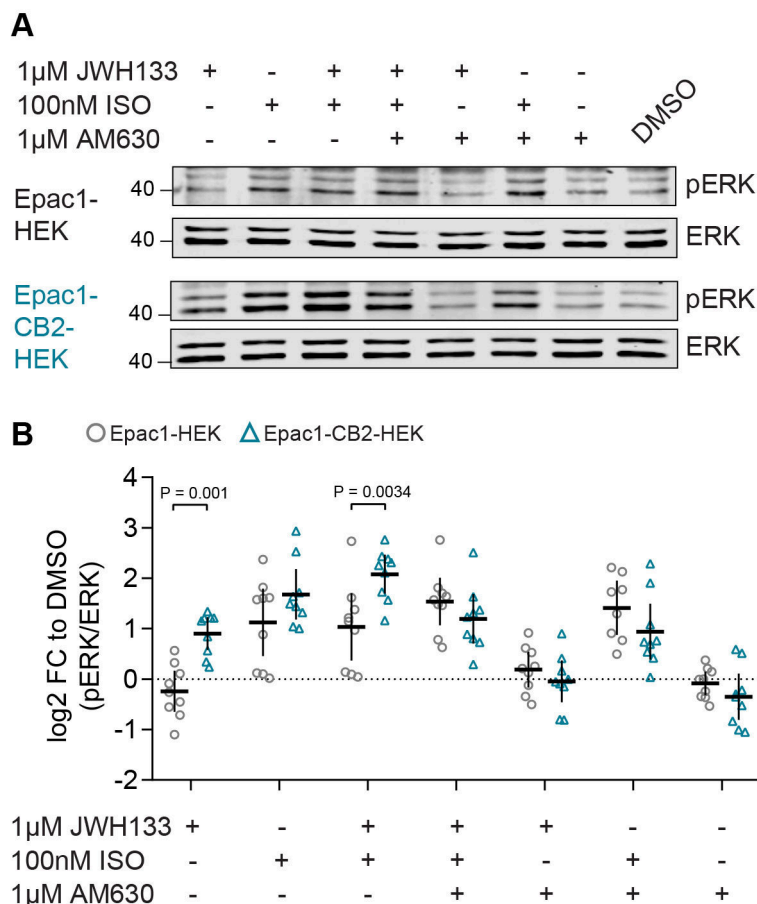 A
1µM JWH133 + - + + + - -
100nM ISO - + + + - + -
1µM AM630 - - - + + + + DMSO
Epac1-
HEK
40
pERK
40
ERK
Epac1-
CB2-
HEK
40
pERK
40
ERK
B
Epac1-HEK Epac1-CB2-HEK
log2 FC to DMSO
(pERK/ERK)
4
3
2
1
0
-1
-2
P = 0.001
P = 0.0034
1µM JWH133 + - + + + - -
100nM ISO - + + + - + -
1µM AM630 - - - + + + +